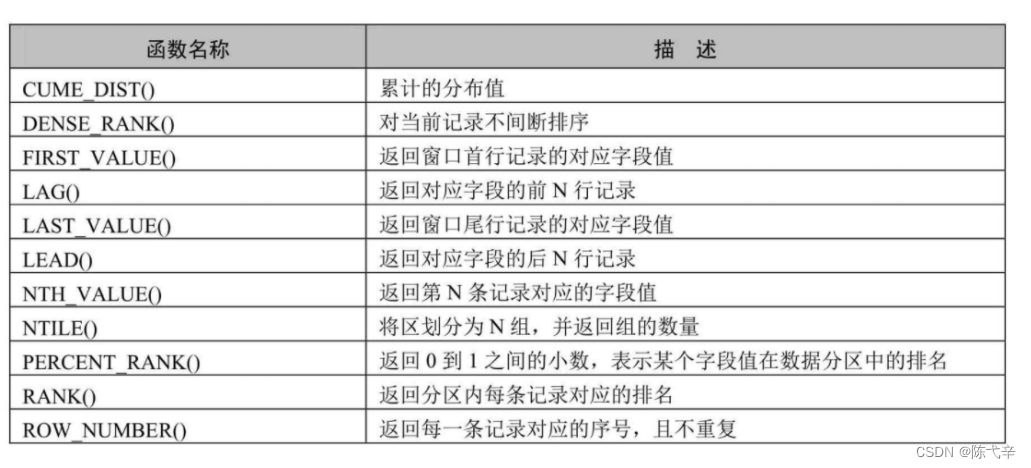 函数名称 描 述
CUME_DIST() 累计的分布值
DENSE_RANK() 对当前记录不间断排序
FIRST_VALUE() 返回窗口首行记录的对应字段值
LAG() 返回对应字段的前 N 行记录
LAST_VALUE() 返回窗口尾行记录的对应字段值
LEAD() 返回对应字段的后 N 行记录
NTH_VALUE() 返回第 N 条记录对应的字段值
NTILE() 将区划分为 N 组，并返回组的数量
PERCENT_RANK() 返回 0 到 1 之间的小数，表示某个字段值在数据分区中的排名
RANK() 返回分区内每条记录对应的排名
ROW_NUMBER() 返回每一条记录对应的序号，且不重复
CSDN @陈弋辛